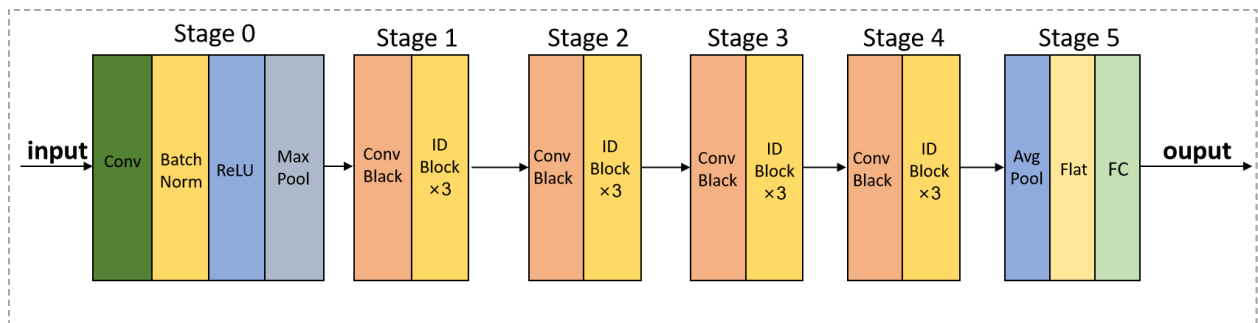 Stage 0
Stage 1
Stage 2
Stage 3
Stage 4
Stage 5
input
Conv
Batch
Norm
ReLU
Max
Pool
Conv
Black
ID
Block
×3
Conv
Black
ID
Block
×3
Conv
Black
ID
Block
×3
Conv
Black
ID
Block
×3
Avg
Pool
Flat
FC
ouput